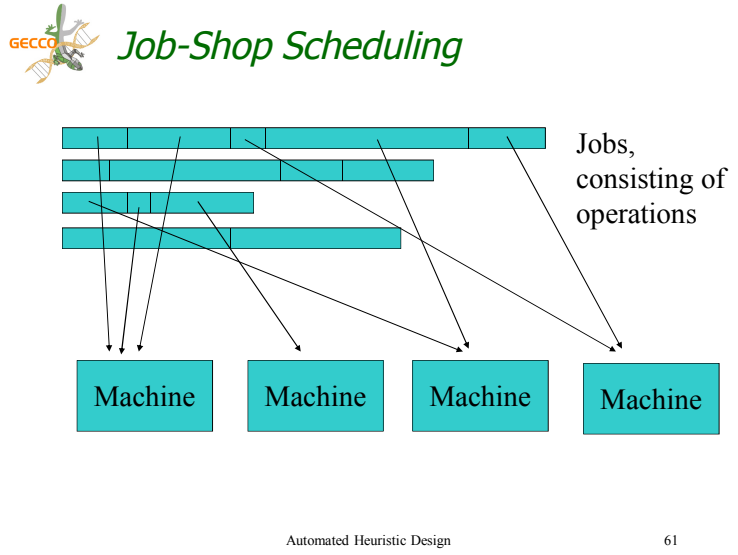 GECCO
Job-Shop Scheduling
Jobs,
consisting of
operations
Machine
Machine
Machine
Machine
Automated Heuristic Design
61